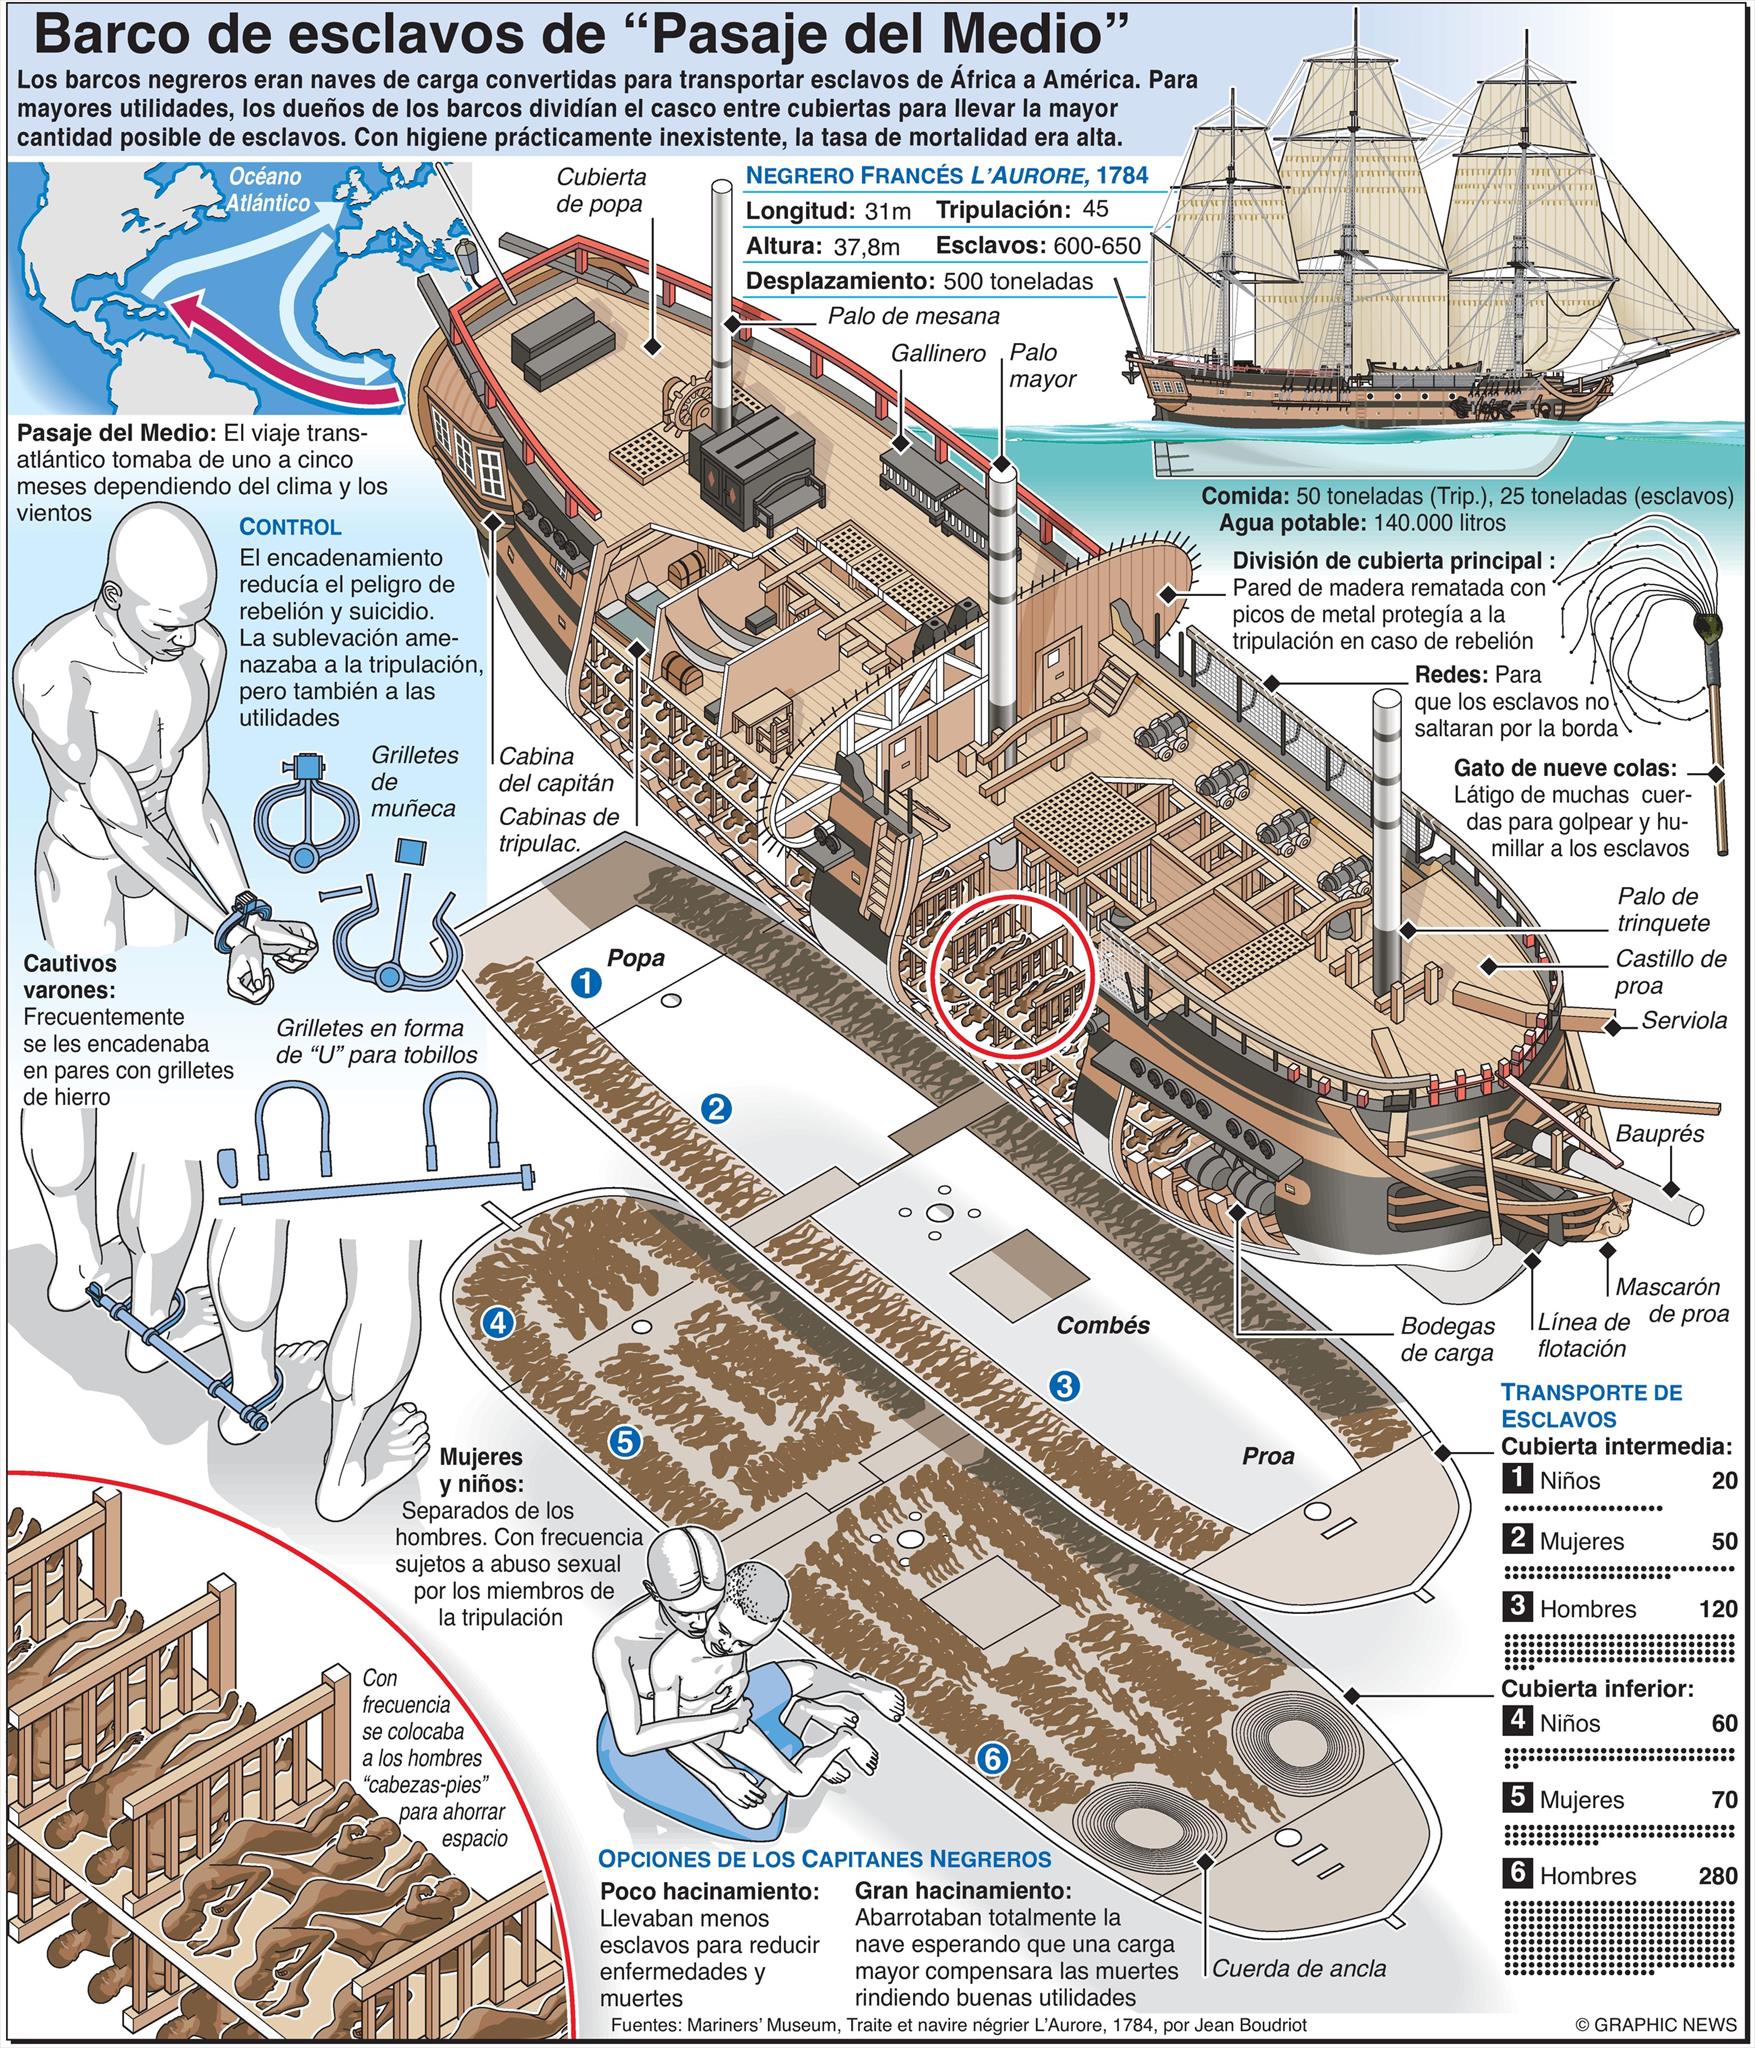 Barco de esclavos de “Pasaje del Medio”
Los barcos negreros eran naves de carga convertidas para transportar esclavos de África a América. Para
mayores utilidades, los dueños de los barcos dividían el casco entre cubiertas para llevar la mayor
cantidad posible de esclavos. Con higiene prácticamente inexistente, la tasa de mortalidad era alta.
Océano
Atlántico
Cubierta
de popa
NEGRERO FRANCÉS L’AURORE, 1784
Longitud: 31m Tripulación: 45
Altura: 37,8m Esclavos: 600-650
Desplazamiento: 500 toneladas
Palo de mesana
Gallinero
Palo
mayor
Pasaje del Medio: El viaje trans-
atlántico tomaba de uno a cinco
meses dependiendo del clima y los
vientos
CONTROL
El encadenamiento
reducía el peligro de
rebelión y suicidio.
La sublevación ame-
nazaba a la tripulación,
pero también a las
utilidades
Comida: 50 toneladas (Trip.), 25 toneladas (esclavos)
Agua potable: 140.000 litros
División de cubierta principal :
Pared de madera rematada con
picos de metal protegía a la
tripulación en caso de rebelión
Redes: Para
que los esclavos no
saltaran por la borda
Gato de nueve colas:
Látigo de muchas cuer-
das para golpear y hu-
millar a los esclavos
Grilletes
de
muñeca
Cabina
del capitán
Cabinas de
tripulac.
Palo de
trinquete
Castillo de
proa
Serviola
Bauprés
Mascarón
de proa
Línea de
flotación
Bodegas
de carga
Cautivos
varones:
Frecuentemente
se les encadenaba
en pares con grilletes
de hierro
Grilletes en forma
de “U” para tobillos
Popa
1
2
Combés
3
Proa
4
5
6
Mujeres
y niños:
Separados de los
hombres. Con frecuencia
sujetos a abuso sexual
por los miembros de
la tripulación
Con
frecuencia
se colocaba
a los hombres
“cabezas-pies”
para ahorrar
espacio
TRANSPORTE DE
ESCLAVOS
Cubierta intermedia:
1 Niños 20
2 Mujeres 50
3 Hombres 120
Cubierta inferior:
4 Niños 60
5 Mujeres 70
6 Hombres 280
OPCIONES DE LOS CAPITANES NEGREROS
Poco hacinamiento:
Llevaban menos
esclavos para reducir
enfermedades y
muertes
Gran hacinamiento:
Abarrotaban totalmente la
nave esperando que una carga
mayor compensara las muertes
rindiendo buenas utilidades
Cuerda de ancla
Fuentes: Mariners’ Museum, Traite et navire négrier L’Aurore, 1784, por Jean Boudriot
© GRAPHIC NEWS